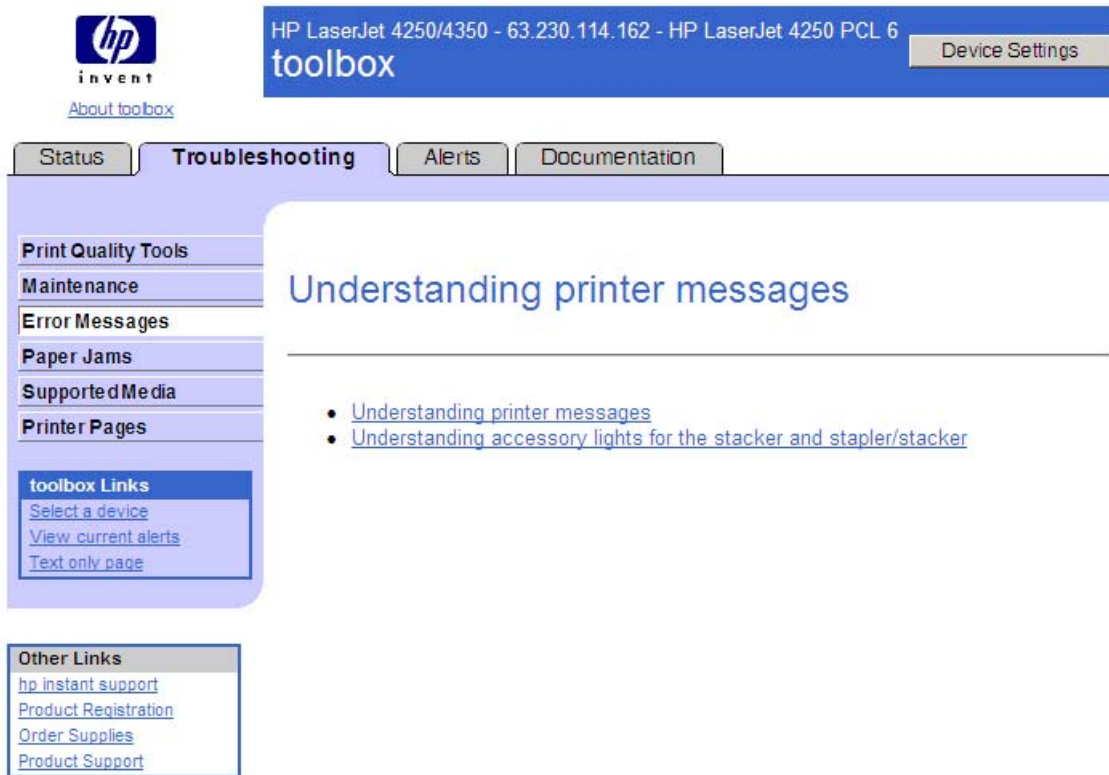 hp
invent
About toolbox
HP LaserJet 4250/4350 - 63.230.114.162 - HP LaserJet 4250 PCL 6
toolbox
Device Settings
Status
Troubleshooting
Alerts
Documentation
Print Quality Tools
Maintenance
Error Messages
Paper Jams
Supported Media
Printer Pages
toolbox Links
Select a device
View current alerts
Text only page
Other Links
hp instant support
Product Registration
Order Supplies
Product Support
Understanding printer messages
Understanding printer messages
Understanding accessory lights for the stacker and stapler/stacker